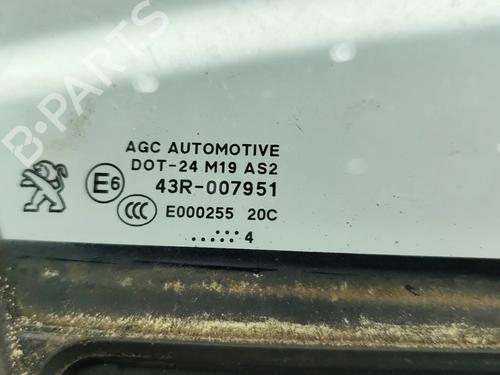 B-PARTS
AGC AUTOMOTIVE
DOT-24 M19 AS2
E6 43R-007951
CCC E000255 20C
..:::: 4